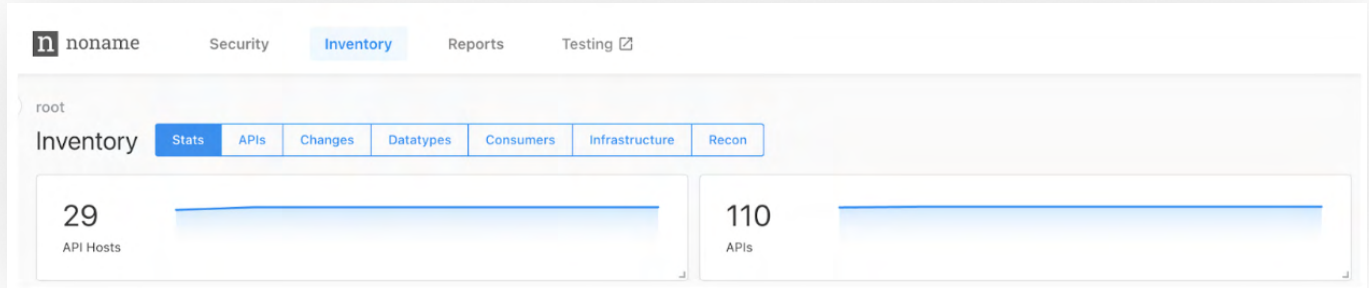 n noname Security Inventory Reports Testing
root
Inventory Stats APIs Changes Datatypes Consumers Infrastructure Recon
29
API Hosts
110
APIs